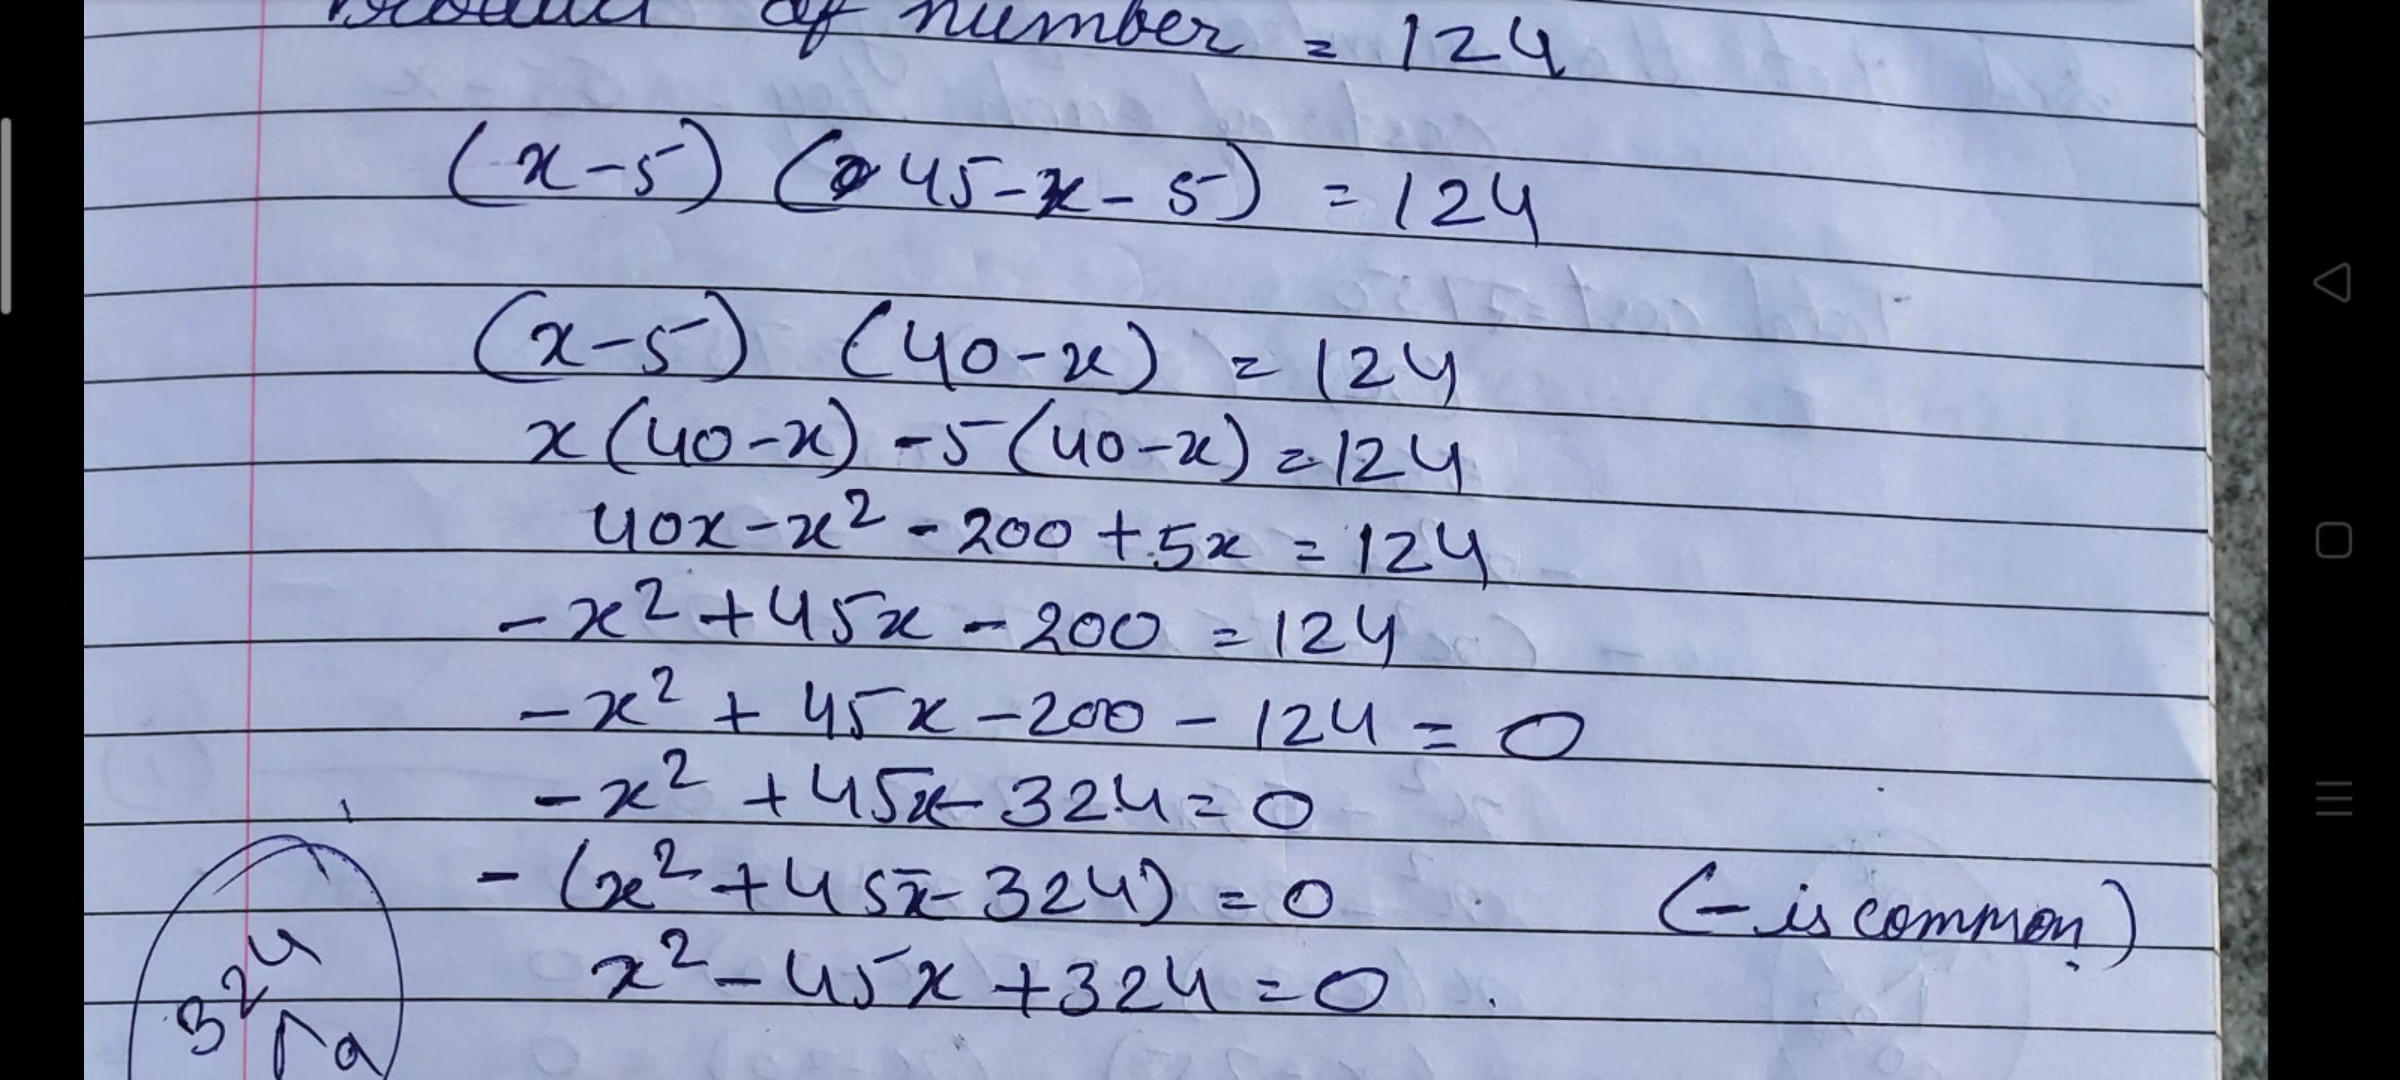 of number = 124
(x-5) (45-x-5) = 124
(x-5) (40-x) = 124
x(40-x) -5(40-x) = 124
40x-x² - 200 + 5x = 124
-x² + 45x - 200 = 124
-x² + 45x - 200 - 124 = 0
-x² + 45x - 324 = 0
-(x² + 45x - 324) = 0 (- is common)
x² - 45x + 324 = 0
324